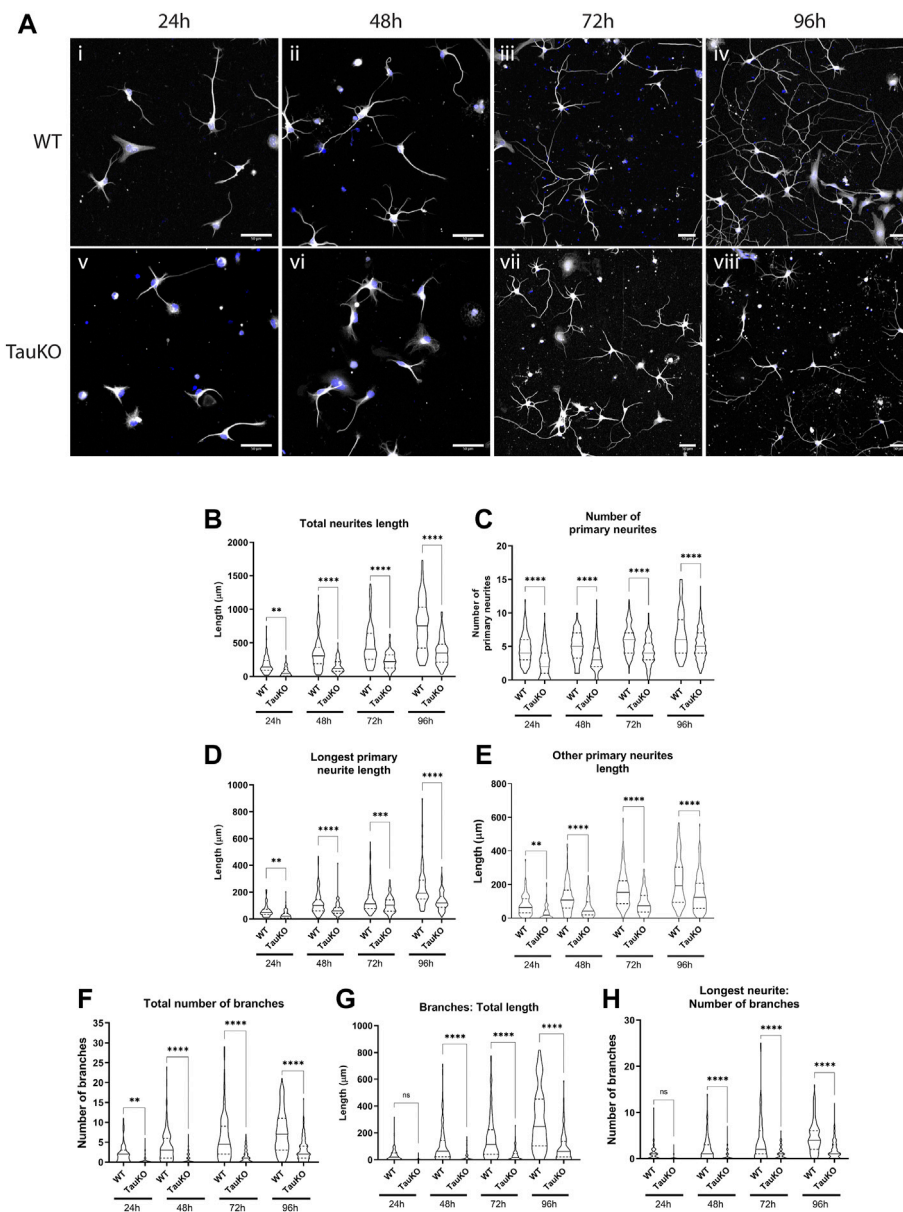 A
24h 48h 72h 96h
WT
i ii iii iv
TauKO
v vi vii viii
B
Total neurites length
Length (μm)
2000
1500
1000
500
0
** **** **** ****
WT TauKO WT TauKO WT TauKO WT TauKO
24h 48h 72h 96h
C
Number of
primary neurites
Number of
primary neurites
20
15
10
5
0
**** **** **** ****
WT TauKO WT TauKO WT TauKO WT TauKO
24h 48h 72h 96h
D
Longest primary
neurite length
Length (μm)
1000
800
600
400
200
0
** **** *** ****
WT TauKO WT TauKO WT TauKO WT TauKO
24h 48h 72h 96h
E
Other primary neurites
length
Length (μm)
800
600
400
200
0
** **** **** ****
WT TauKO WT TauKO WT TauKO WT TauKO
24h 48h 72h 96h
F
Total number of branches
Number of branches
35
30
25
20
15
10
5
0
** **** **** ****
WT TauKO WT TauKO WT TauKO WT TauKO
24h 48h 72h 96h
G
Branches: Total length
Length (μm)
1000
800
600
400
200
0
ns **** **** ****
WT TauKO WT TauKO WT TauKO WT TauKO
24h 48h 72h 96h
H
Longest neurite:
Number of branches
Number of branches
30
20
10
0
ns **** **** ****
WT TauKO WT TauKO WT TauKO WT TauKO
24h 48h 72h 96h